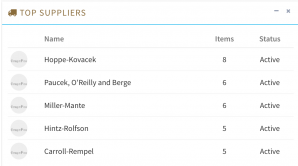 TOP SUPPLIERS
Name Items Status
Hoppe-Kovacek 8 Active
Paucek, O'Reilly and Berge 6 Active
Miller-Mante 6 Active
Hintz-Rolfson 5 Active
Carroll-Rempel 5 Active